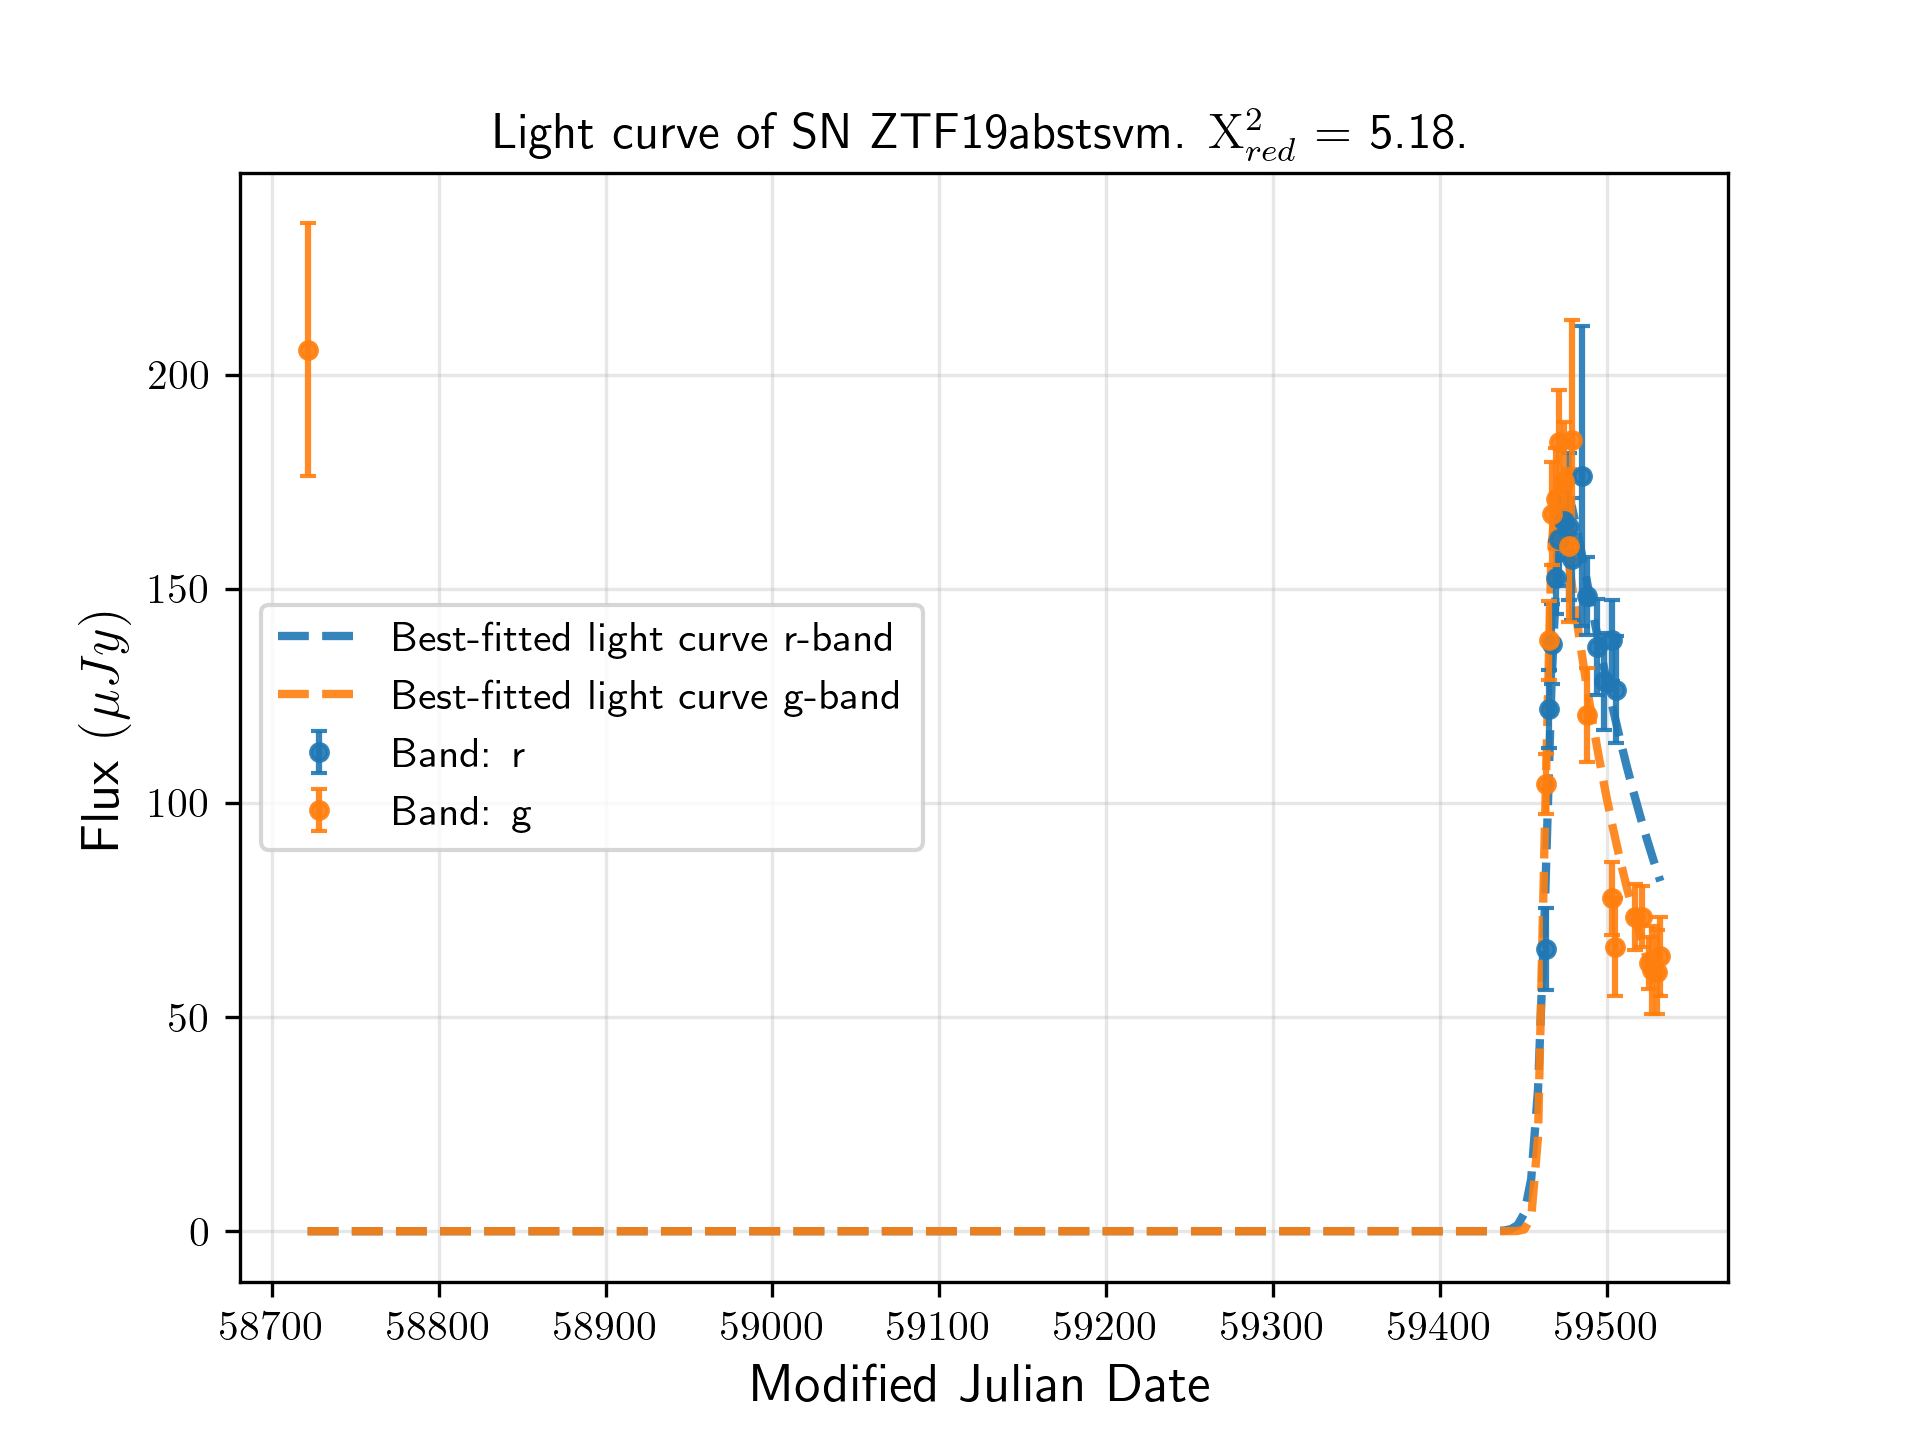 Light curve of SN ZTF19abstsvm. X²_red = 5.18.
Flux (μJy)
200
150
100
50
0
Best-fitted light curve r-band
Best-fitted light curve g-band
Band: r
Band: g
58700 58800 58900 59000 59100 59200 59300 59400 59500
Modified Julian Date